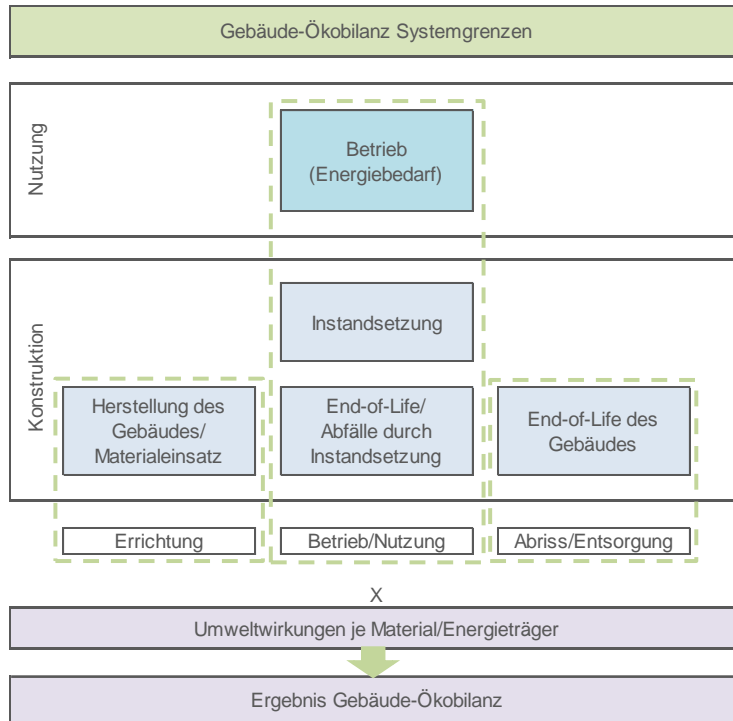 Gebäude-Ökobilanz Systemgrenzen
Nutzung
Betrieb
(Energiebedarf)
Konstruktion
Instandsetzung
Herstellung des
Gebäudes/
Materialeinsatz
End-of-Life/
Abfälle durch
Instandsetzung
End-of-Life des
Gebäudes
Errichtung
Betrieb/Nutzung
Abriss/Entsorgung
X
Umweltwirkungen je Material/Energieträger
Ergebnis Gebäude-Ökobilanz